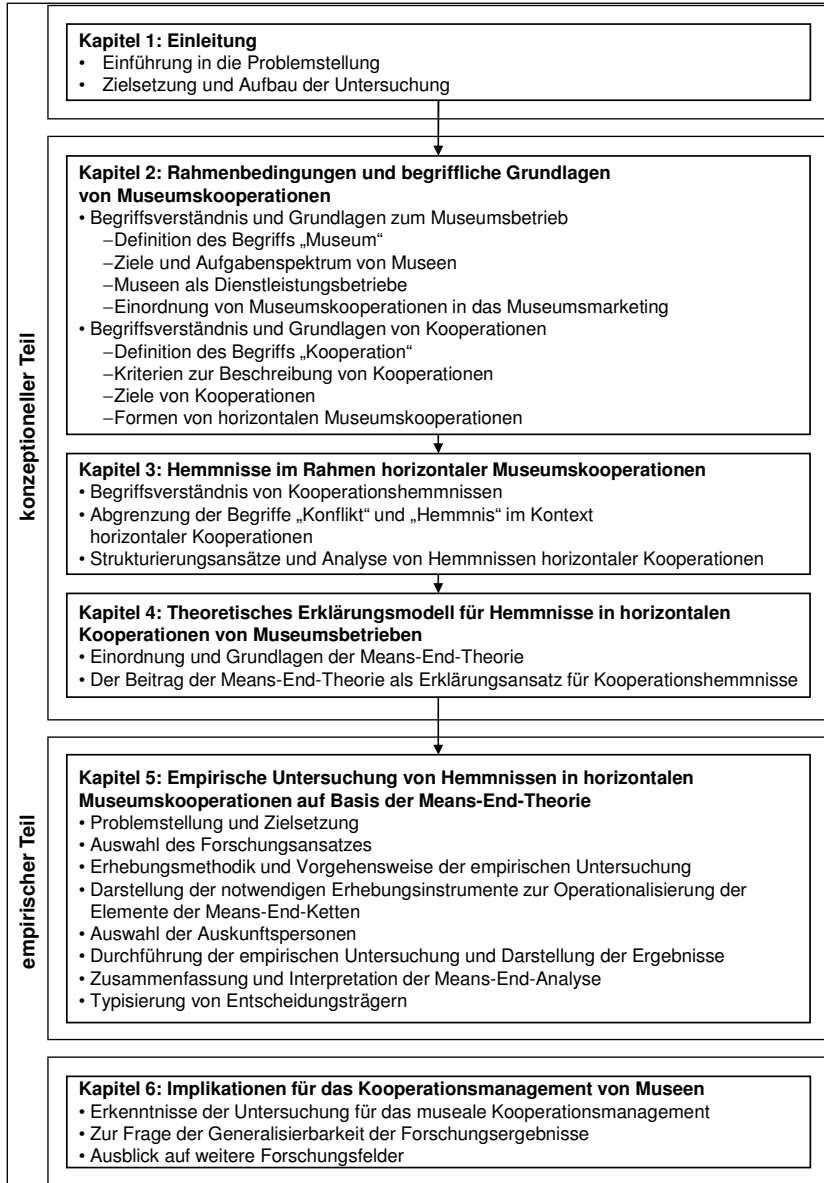 Kapitel 1: Einleitung
• Einführung in die Problemstellung
• Zielsetzung und Aufbau der Untersuchung
konzeptioneller Teil
Kapitel 2: Rahmenbedingungen und begriffliche Grundlagen
von Museumskooperationen
• Begriffsverständnis und Grundlagen zum Museumsbetrieb
–Definition des Begriffs „Museum“
–Ziele und Aufgabenspektrum von Museen
–Museen als Dienstleistungsbetriebe
–Einordnung von Museumskooperationen in das Museumsmarketing
• Begriffsverständnis und Grundlagen von Kooperationen
–Definition des Begriffs „Kooperation“
–Kriterien zur Beschreibung von Kooperationen
–Ziele von Kooperationen
–Formen von horizontalen Museumskooperationen
Kapitel 3: Hemmnisse im Rahmen horizontaler Museumskooperationen
• Begriffsverständnis von Kooperationshemmnissen
• Abgrenzung der Begriffe „Konflikt“ und „Hemmnis“ im Kontext
horizontaler Kooperationen
• Strukturierungsansätze und Analyse von Hemmnissen horizontaler Kooperationen
Kapitel 4: Theoretisches Erklärungsmodell für Hemmnisse in horizontalen
Kooperationen von Museumsbetrieben
• Einordnung und Grundlagen der Means-End-Theorie
• Der Beitrag der Means-End-Theorie als Erklärungsansatz für Kooperationshemmnisse
empirischer Teil
Kapitel 5: Empirische Untersuchung von Hemmnissen in horizontalen
Museumskooperationen auf Basis der Means-End-Theorie
• Problemstellung und Zielsetzung
• Auswahl des Forschungsansatzes
• Erhebungsmethodik und Vorgehensweise der empirischen Untersuchung
• Darstellung der notwendigen Erhebungsinstrumente zur Operationalisierung der
Elemente der Means-End-Ketten
• Auswahl der Auskunftspersonen
• Durchführung der empirischen Untersuchung und Darstellung der Ergebnisse
• Zusammenfassung und Interpretation der Means-End-Analyse
• Typisierung von Entscheidungsträgern
Kapitel 6: Implikationen für das Kooperationsmanagement von Museen
• Erkenntnisse der Untersuchung für das museale Kooperationsmanagement
• Zur Frage der Generalisierbarkeit der Forschungsergebnisse
• Ausblick auf weitere Forschungsfelder